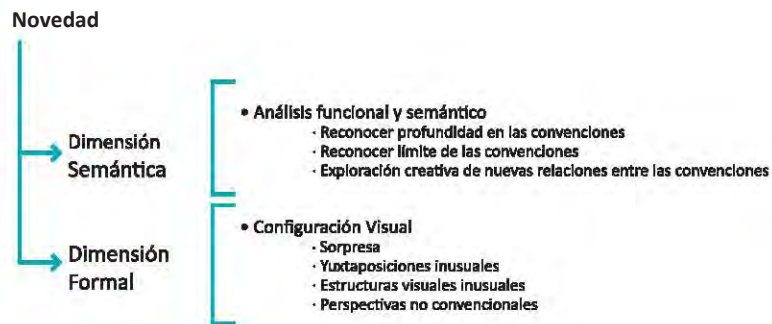 Novedad
Dimensión
Semántica
• Análisis funcional y semántico
· Reconocer profundidad en las convenciones
· Reconocer límite de las convenciones
· Exploración creativa de nuevas relaciones entre las convenciones
Dimensión
Formal
• Configuración Visual
· Sorpresa
· Yuxtaposiciones inusuales
· Estructuras visuales inusuales
· Perspectivas no convencionales